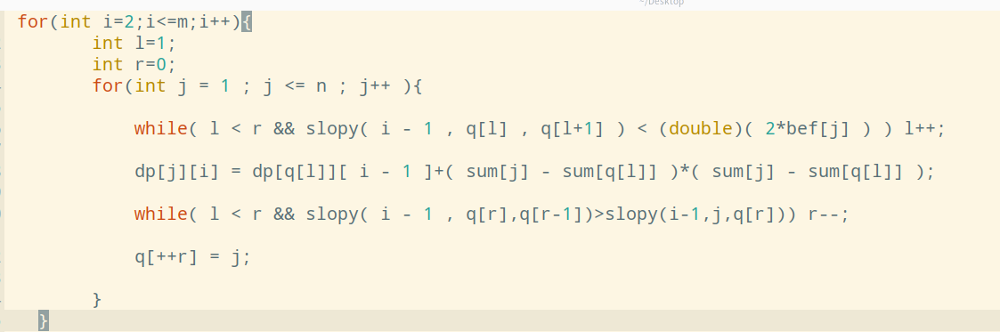 ~/Desktop
for(int i=2;i<=m;i++){
int l=1;
int r=0;
for(int j = 1 ; j <= n ; j++ ){
while( l < r && slopy( i - 1 , q[l] , q[l+1] ) < (double)( 2*bef[j] ) ) l++;
dp[j][i] = dp[q[l]][ i - 1 ]+( sum[j] - sum[q[l]] )*( sum[j] - sum[q[l]] );
while( l < r && slopy( i - 1 , q[r],q[r-1])>slopy(i-1,j,q[r])) r--;
q[++r] = j;
}
}